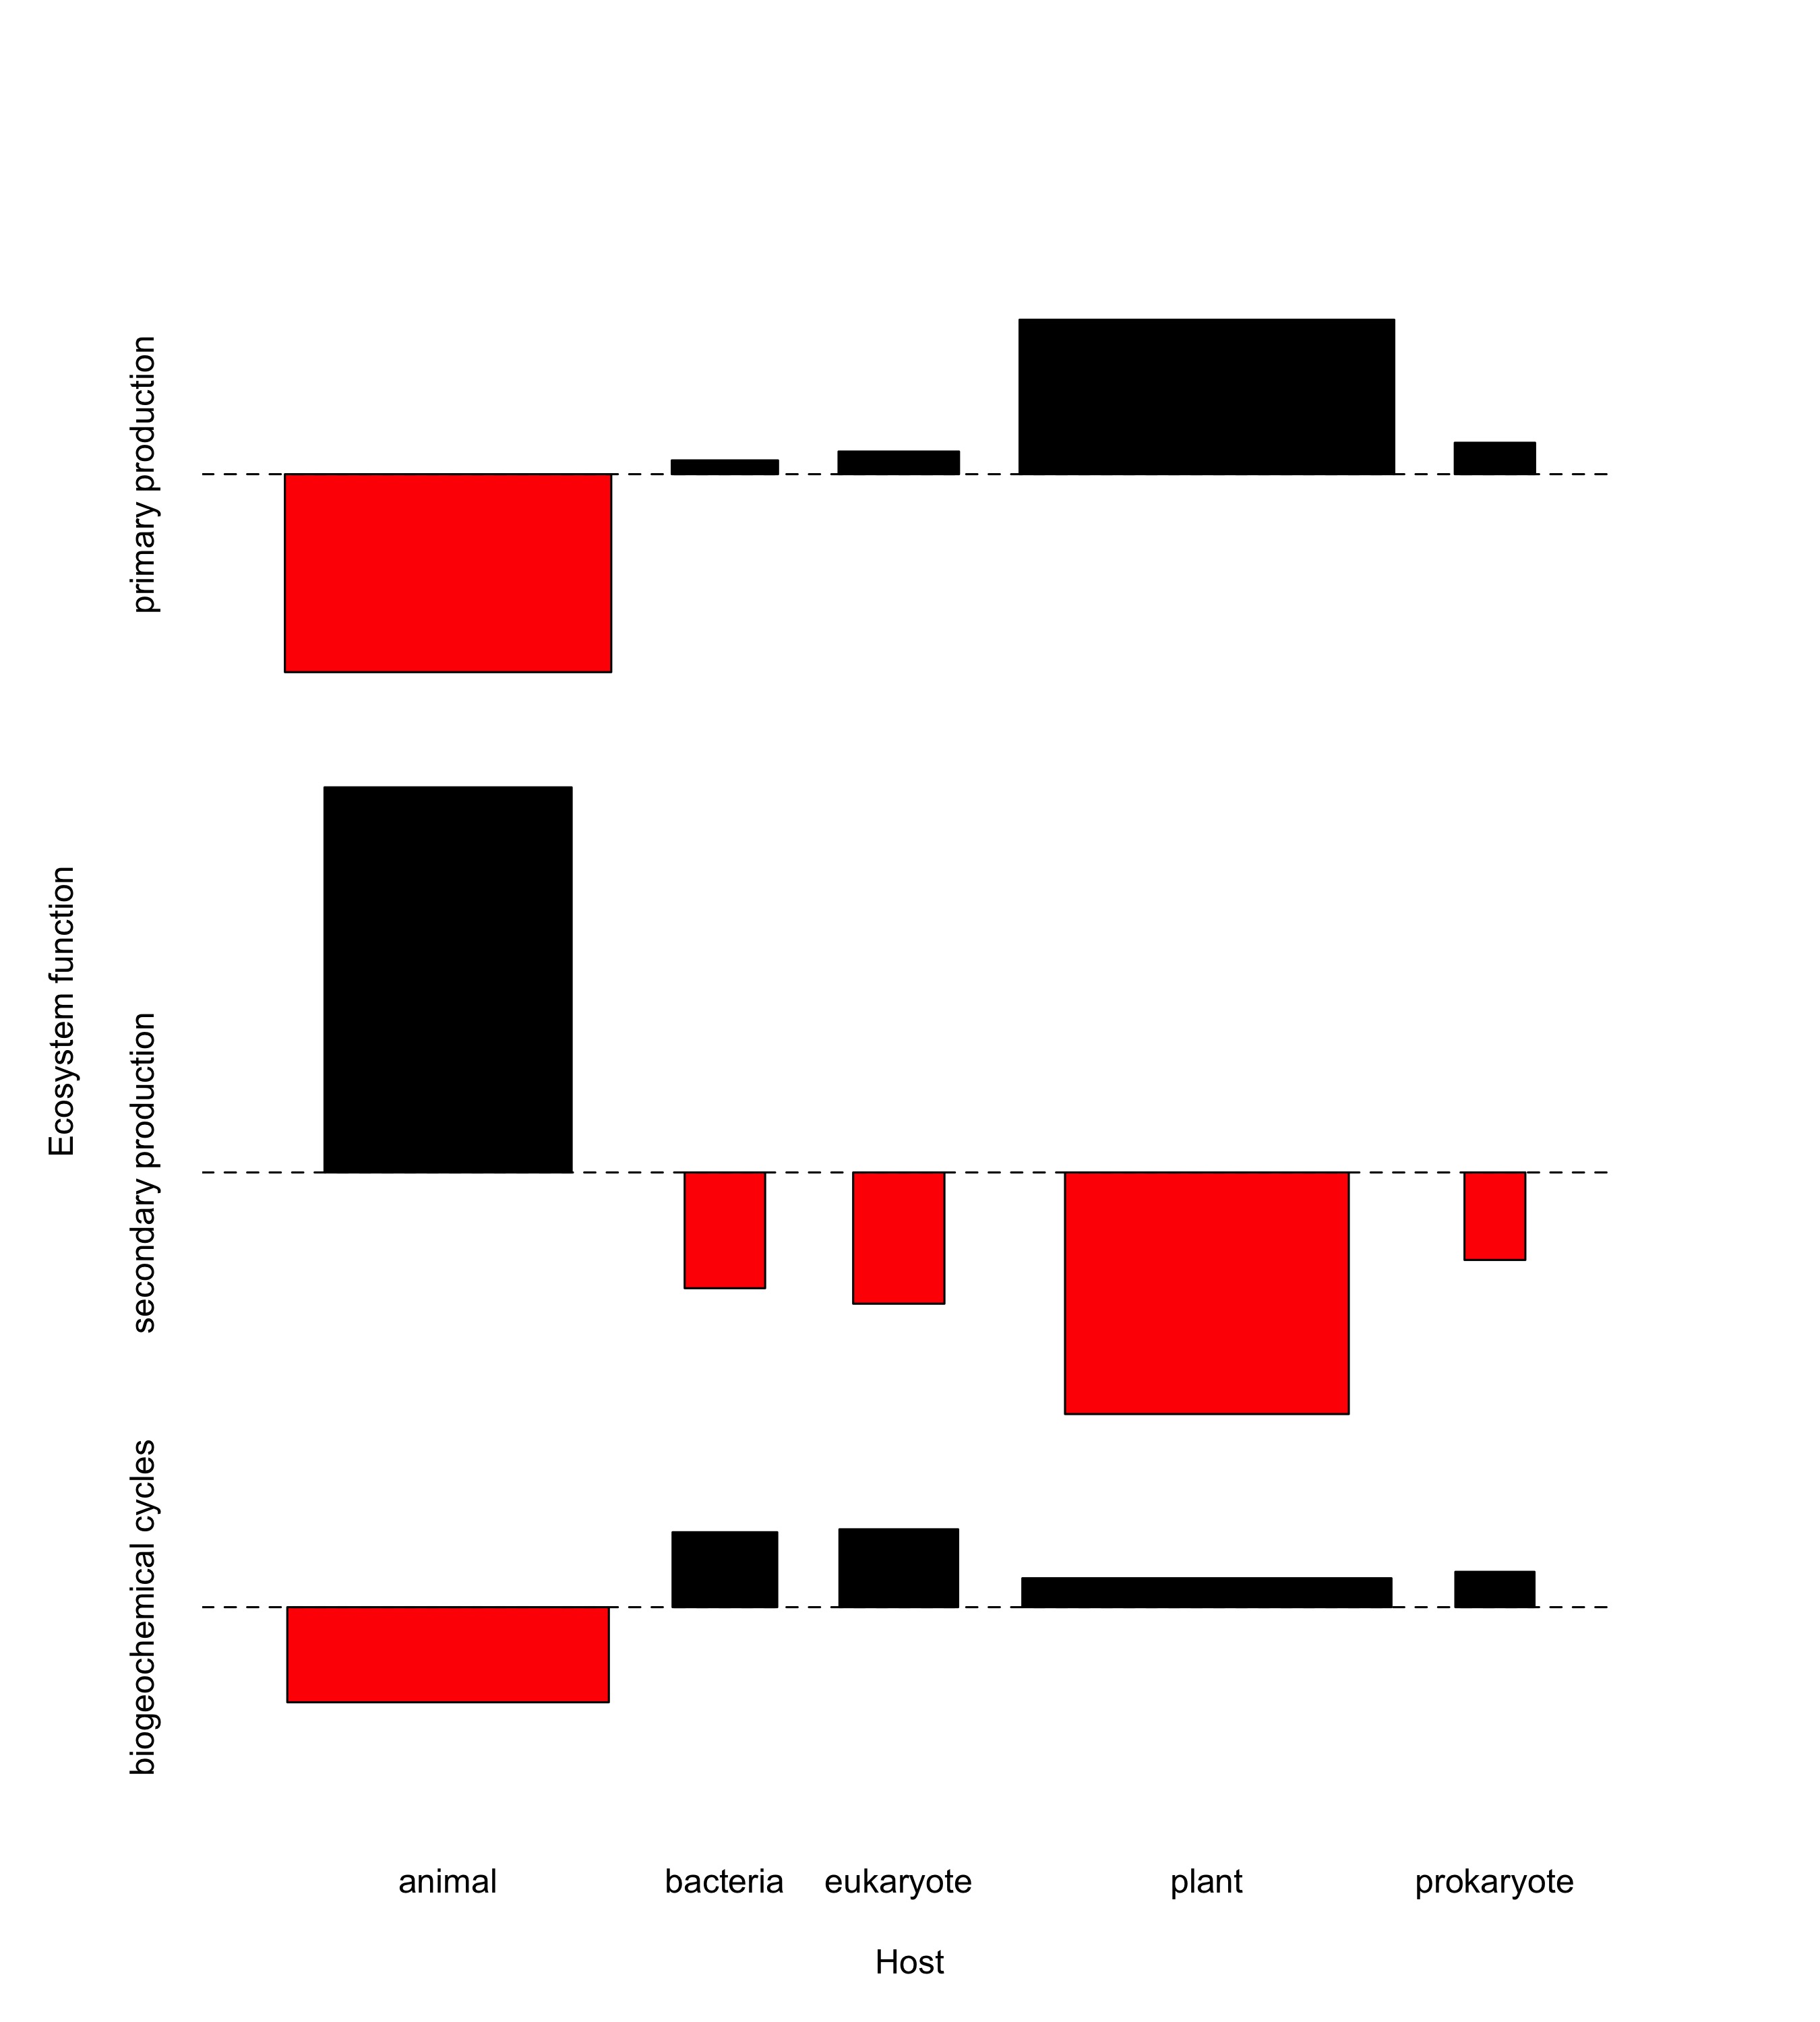 Ecosystem function
primary production
secondary production
biogeochemical cycles
animal
bacteria
eukaryote
plant
prokaryote
Host